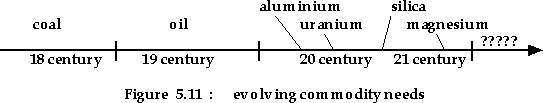 aluminium silica
coal oil uranium magnesium
?????
18 century 19 century 20 century 21 century
Figure 5.11 : evolving commodity needs